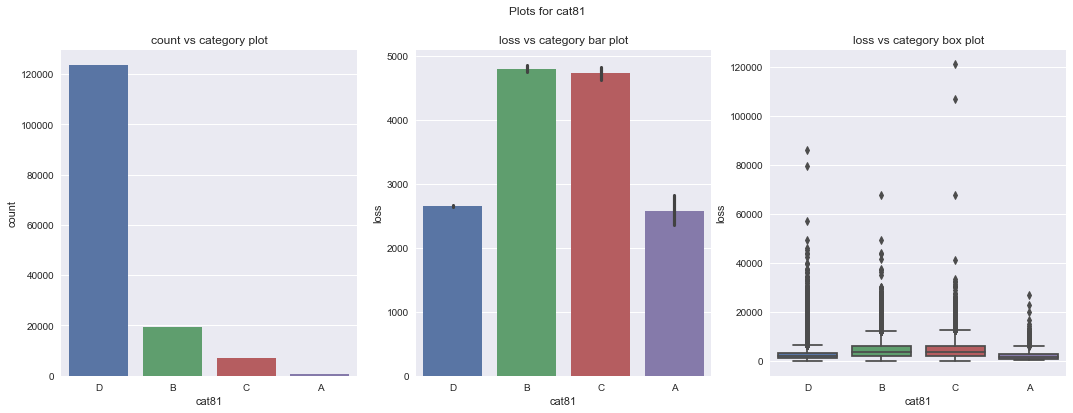 Plots for cat81
count vs category plot
120000
100000
80000
60000
40000
20000
0
count
D B C A
cat81
loss vs category bar plot
5000
4000
3000
2000
1000
0
loss
D B C A
cat81
loss vs category box plot
120000
100000
80000
60000
40000
20000
0
loss
D B C A
cat81